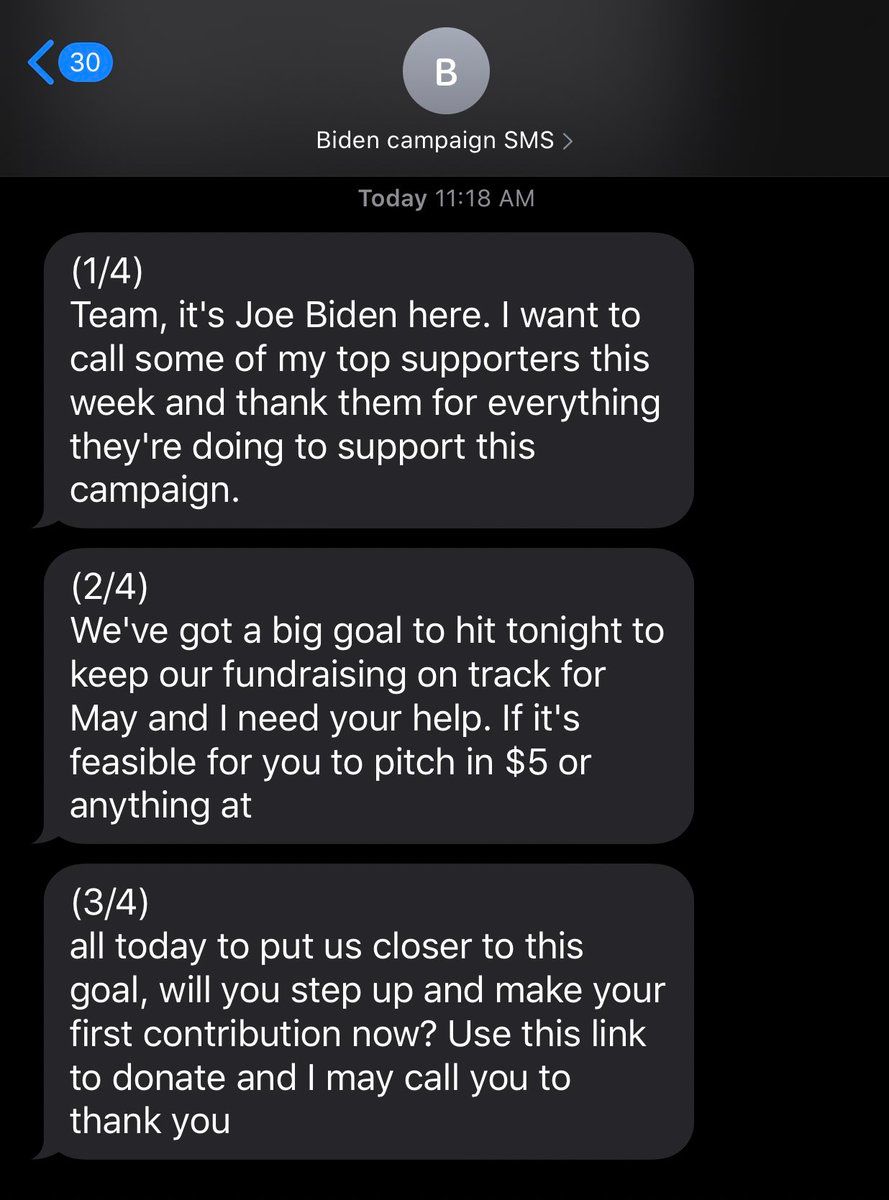 30
B
Biden campaign SMS
Today 11:18 AM
(1/4)
Team, it's Joe Biden here. I want to
call some of my top supporters this
week and thank them for everything
they're doing to support this
campaign.
(2/4)
We've got a big goal to hit tonight to
keep our fundraising on track for
May and I need your help. If it's
feasible for you to pitch in $5 or
anything at
(3/4)
all today to put us closer to this
goal, will you step up and make your
first contribution now? Use this link
to donate and I may call you to
thank you